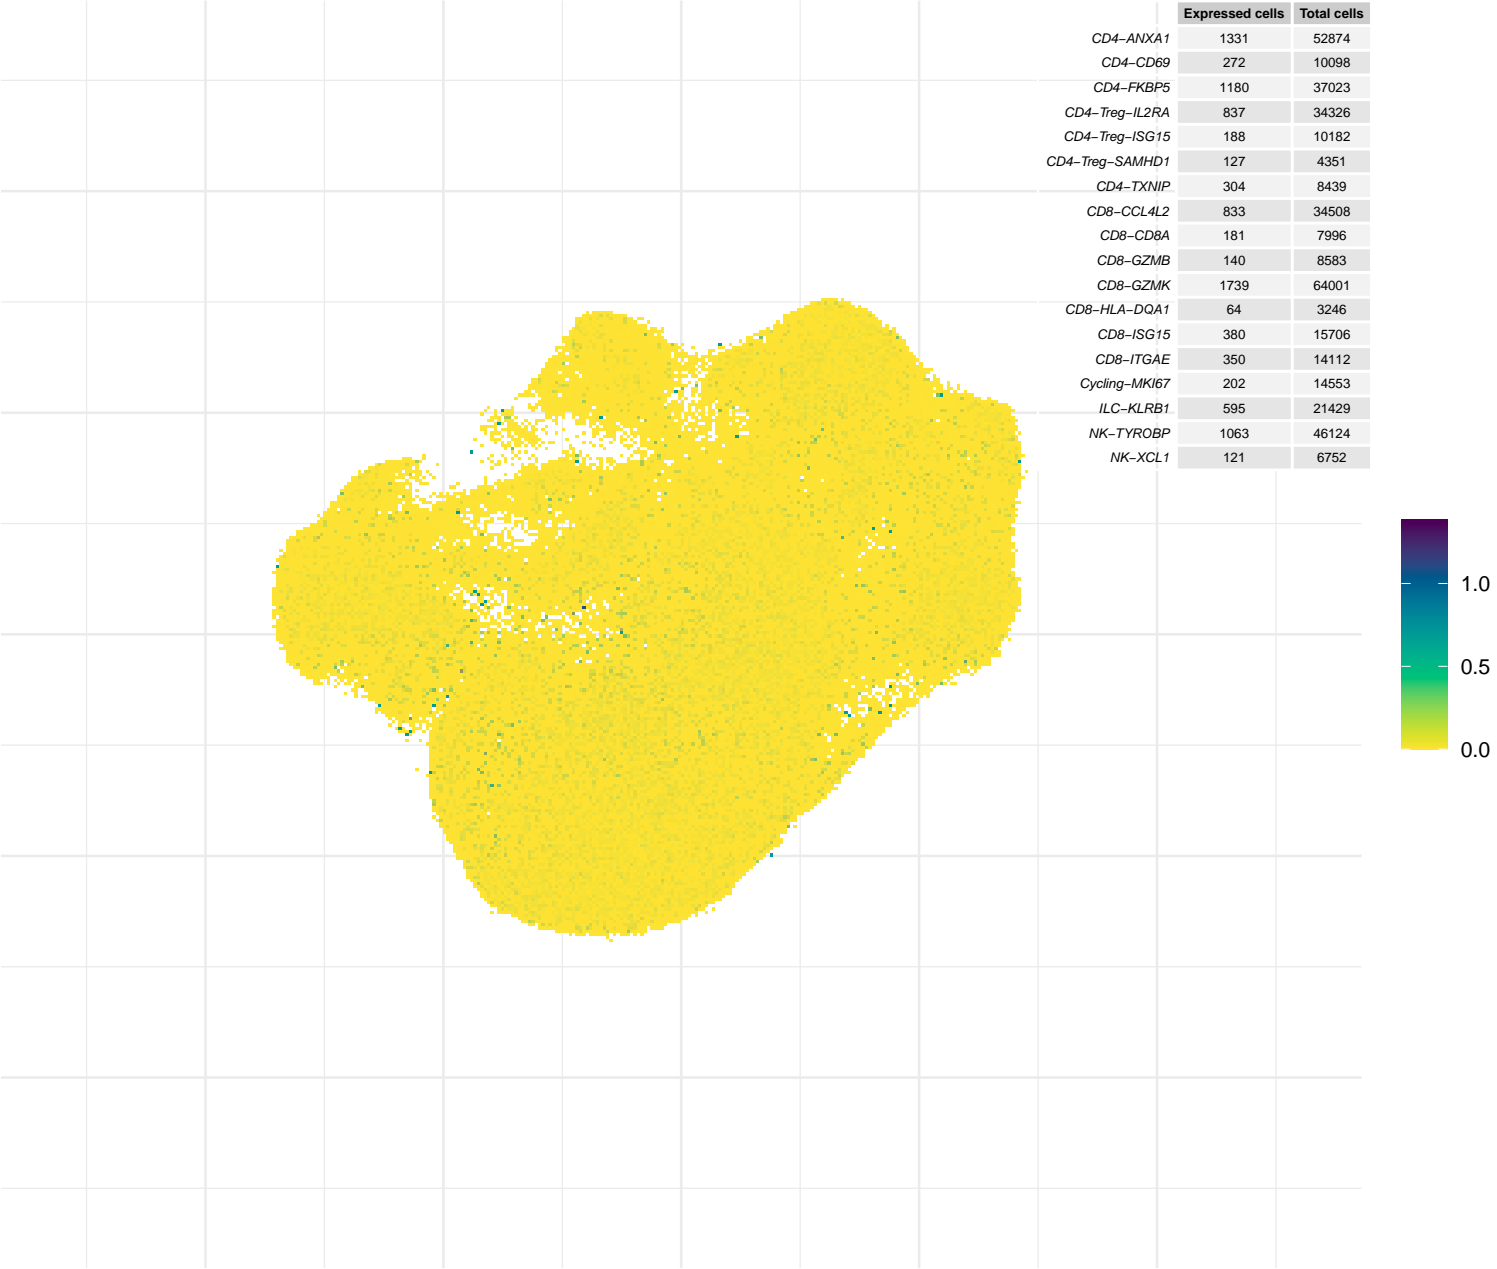 Expressed cells Total cells
CD4−ANXA1 1331 52874
CD4−CD69 272 10098
CD4−FKBP5 1180 37023
CD4−Treg−IL2RA 837 34326
CD4−Treg−ISG15 188 10182
CD4−Treg−SAMHD1 127 4351
CD4−TXNIP 304 8439
CD8−CCL4L2 833 34508
CD8−CD8A 181 7996
CD8−GZMB 140 8583
CD8−GZMK 1739 64001
CD8−HLA−DQA1 64 3246
CD8−ISG15 380 15706
CD8−ITGAE 350 14112
Cycling−MKI67 202 14553
ILC−KLRB1 595 21429
NK−TYROBP 1063 46124
NK−XCL1 121 6752
1.0
0.5
0.0